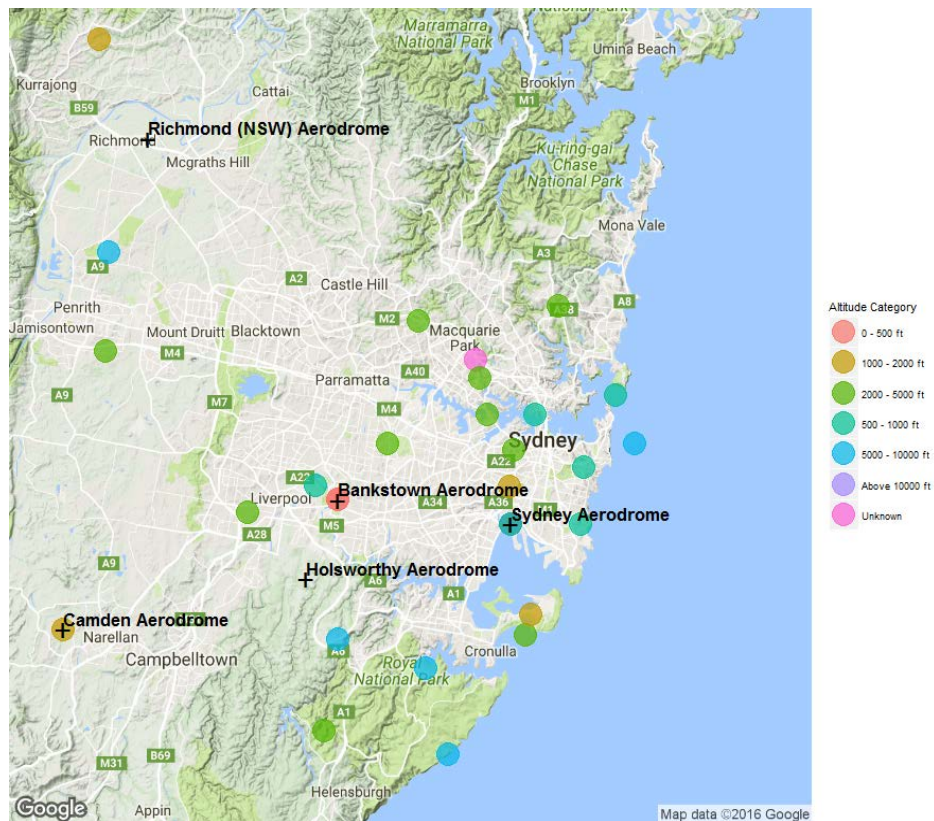 National Park
Marramarra
National Park
Umina Beach
Kurrajong
Cattai
Brooklyn
M1
B59
Richmond (NSW) Aerodrome
Richmond
McGraths Hill
Ku-ring-gai
Chase
National Park
Mona Vale
A3
A9
A2
Castle Hill
Penrith
A8
A38
Jamisontown
Mount Druitt
Blacktown
M2
Macquarie
Park
M4
Parramatta
A40
A9
M7
M4
Sydney
A22
A22
Liverpool
Bankstown Aerodrome
A34
A36
M1
Sydney Aerodrome
M5
A28
A9
Holsworthy Aerodrome
A6
A1
Camden Aerodrome
Narellan
Campbelltown
A6
Cronulla
Royal
National Park
A1
M31
B69
Helensburgh
Appin
Google
Map data ©2016 Google
Altitude Category
0 - 500 ft
1000 - 2000 ft
2000 - 5000 ft
500 - 1000 ft
5000 - 10000 ft
Above 10000 ft
Unknown